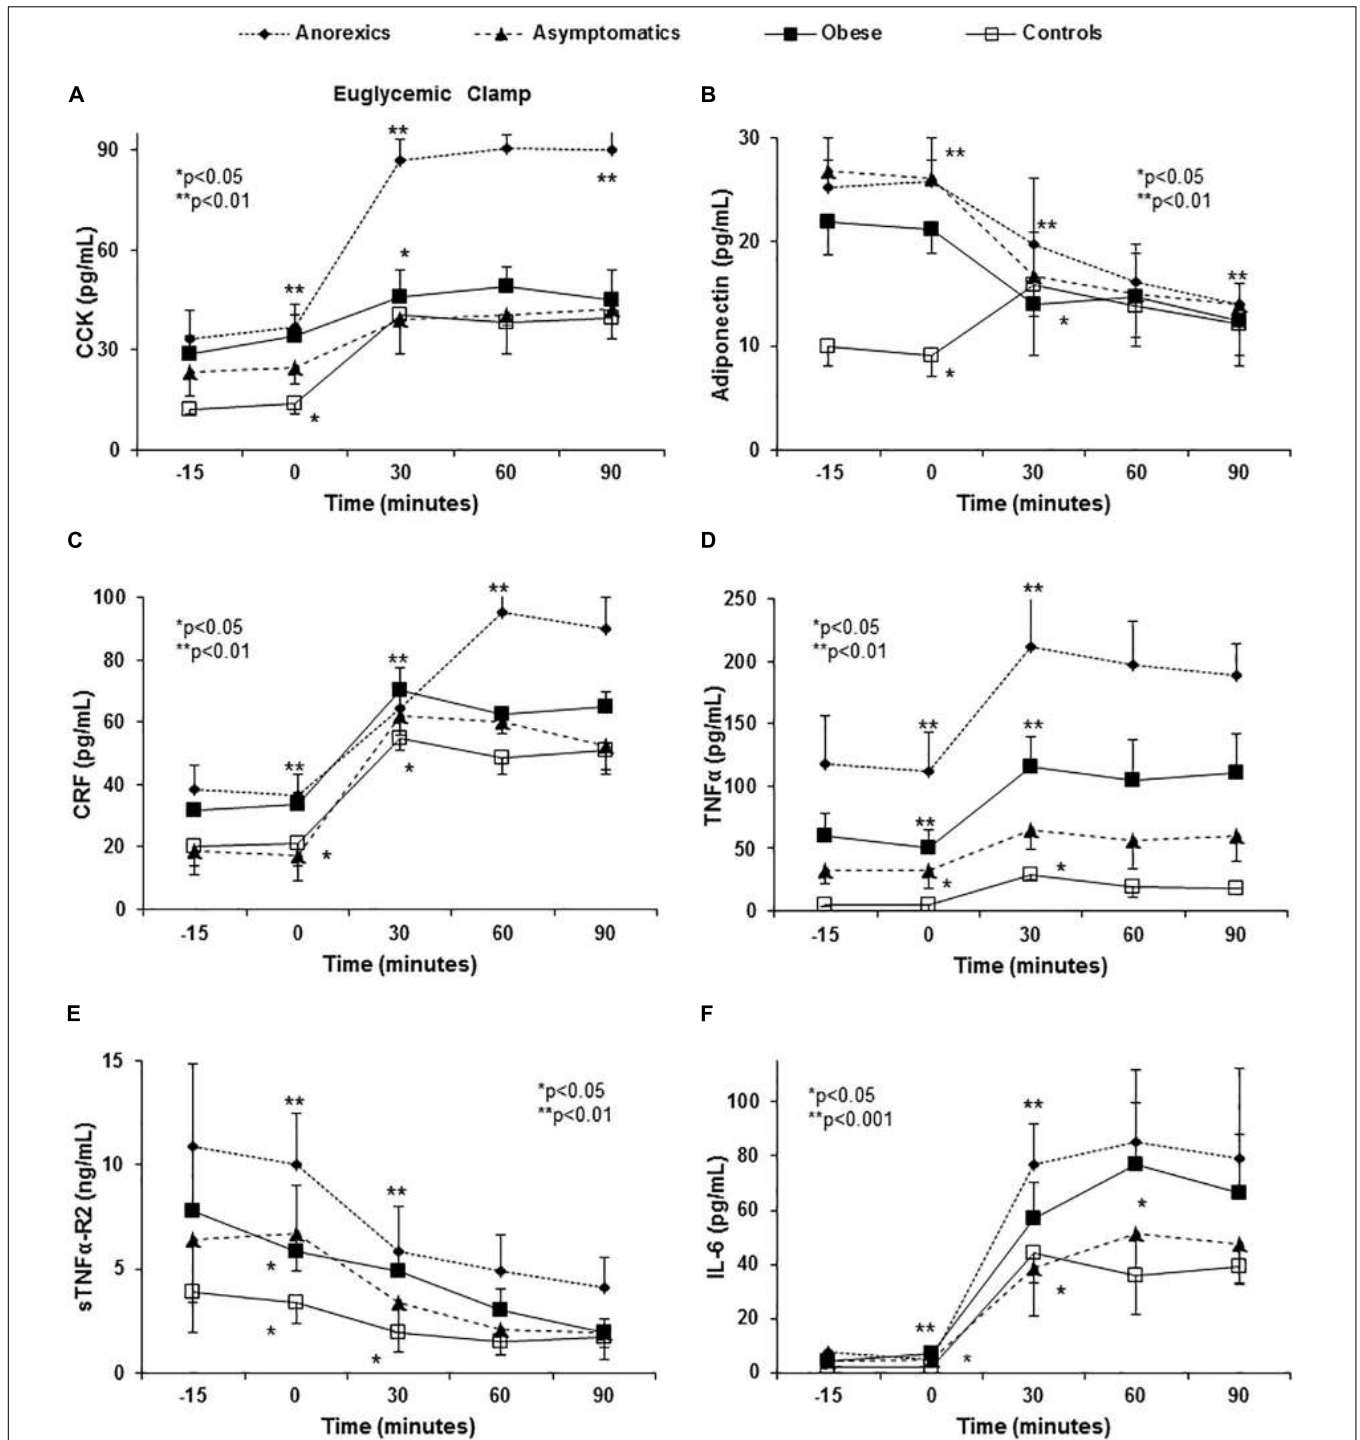 Anorexics Asymptomatics Obese Controls
A
Euglycemic Clamp
90
60
30
0
CCK (pg/mL)
*p<0.05
**p<0.01
**
**
**
*
*
-15 0 30 60 90
Time (minutes)
B
30
20
10
0
Adiponectin (pg/mL)
*p<0.05
**p<0.01
**
**
**
*
*
-15 0 30 60 90
Time (minutes)
C
100
80
60
40
20
0
CRF (pg/mL)
*p<0.05
**p<0.01
**
**
**
*
*
-15 0 30 60 90
Time (minutes)
D
250
200
150
100
50
0
TNFα (pg/mL)
*p<0.05
**p<0.01
**
**
**
**
*
*
-15 0 30 60 90
Time (minutes)
E
15
10
5
0
sTNFα-R2 (ng/mL)
*p<0.05
**p<0.01
**
**
*
*
*
-15 0 30 60 90
Time (minutes)
F
100
80
60
40
20
0
IL-6 (pg/mL)
*p<0.05
**p<0.001
**
*
*
**
*
-15 0 30 60 90
Time (minutes)